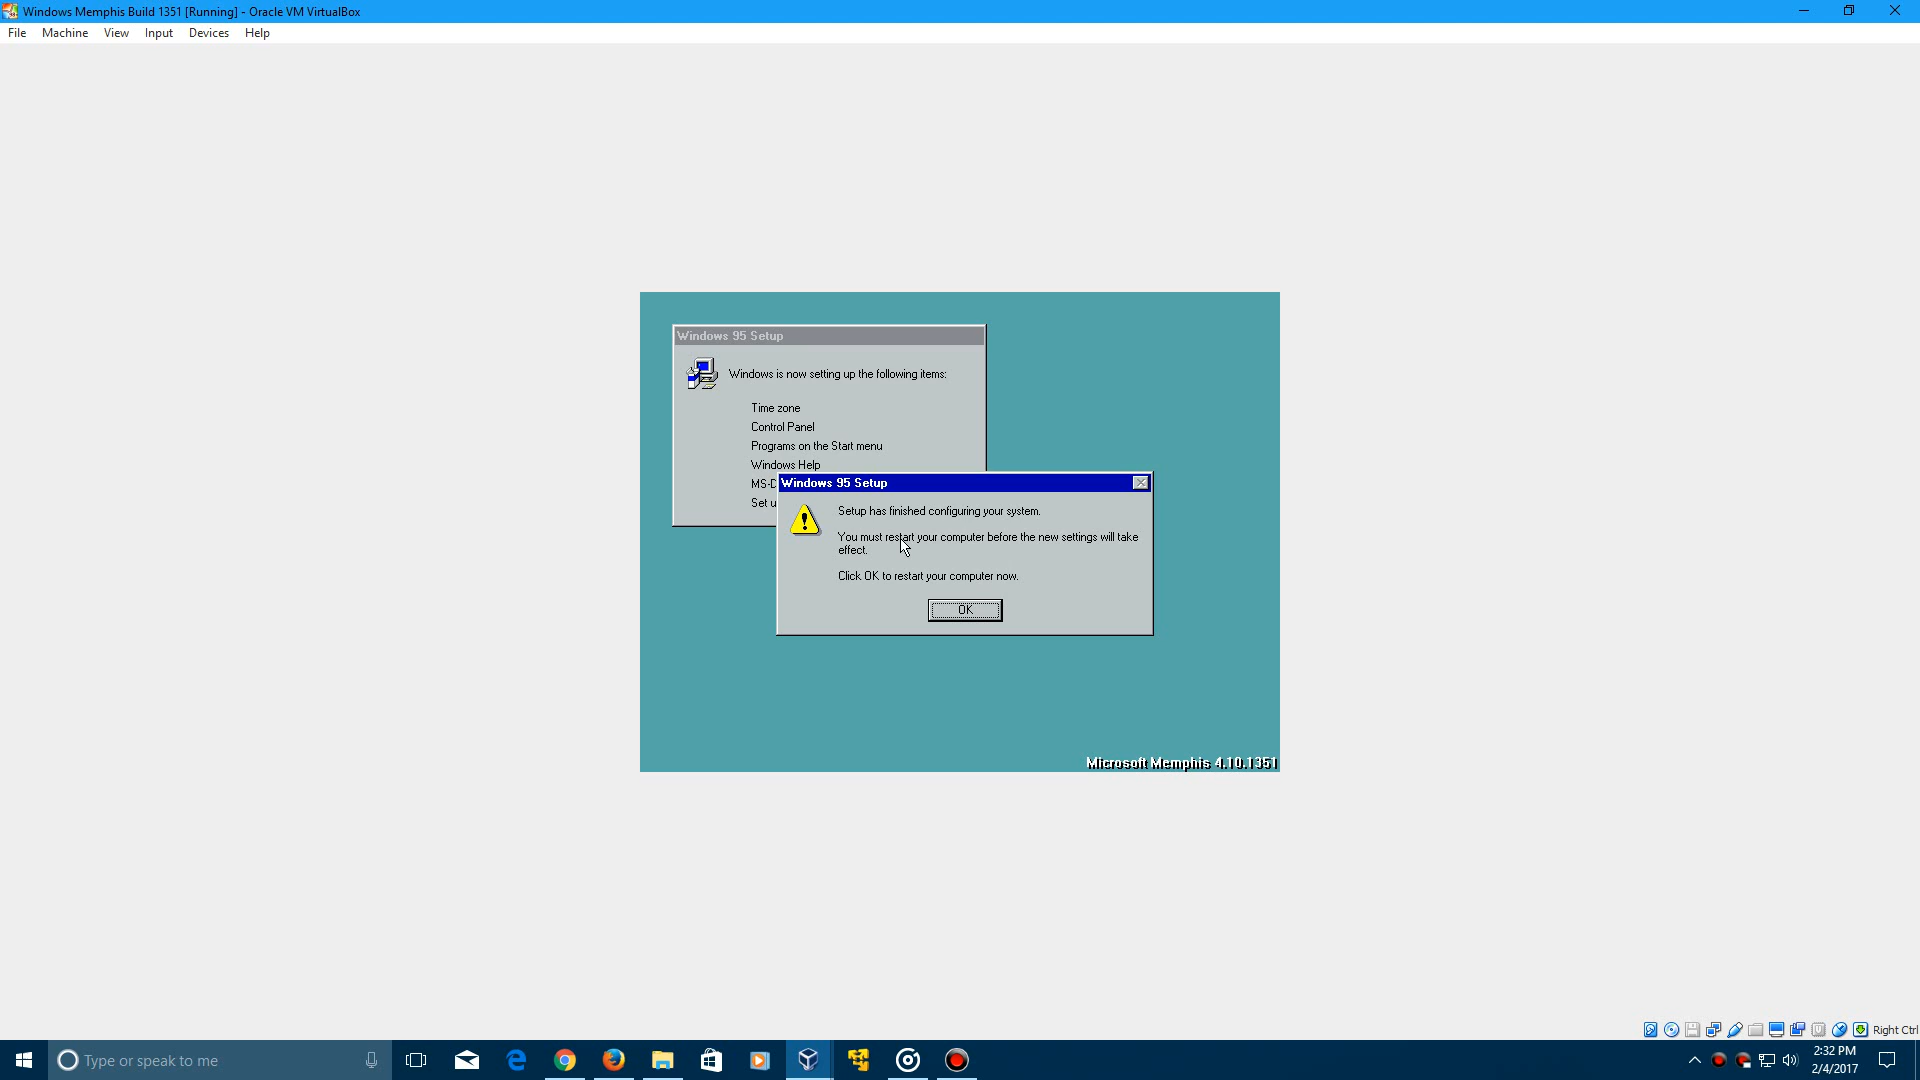 Windows Memphis Build 1351 [Running] - Oracle VM VirtualBox
File Machine View Input Devices Help
Windows 95 Setup
Windows is now setting up the following items:
Time zone
Control Panel
Programs on the Start menu
Windows Help
MS-D
Set u
Windows 95 Setup
Setup has finished configuring your system.
You must restart your computer before the new settings will take
effect.
Click OK to restart your computer now.
OK
Microsoft Memphis 4.10.1351
Right Ctrl
Type or speak to me
2:32 PM
2/4/2017